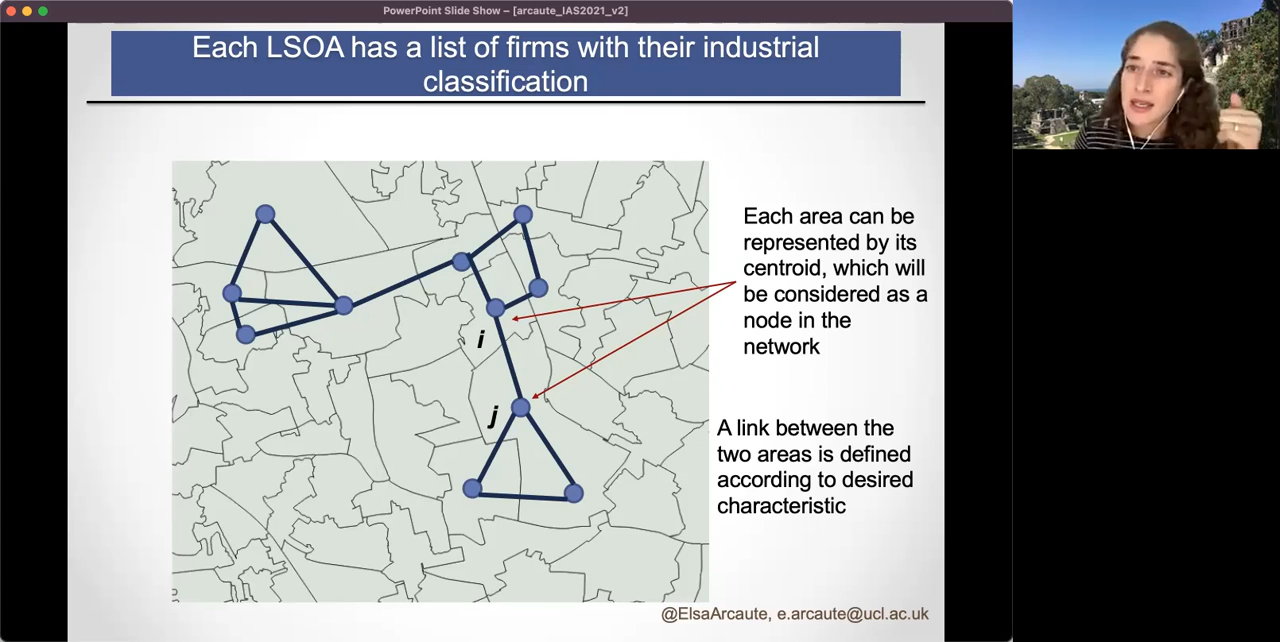 PowerPoint Slide Show – [arcaute_IAS2021_v2]
Each LSOA has a list of firms with their industrial
classification
Each area can be
represented by its
centroid, which will
be considered as a
node in the
network
i
j
A link between the
two areas is defined
according to desired
characteristic
@ElsaArcaute, e.arcaute@ucl.ac.uk